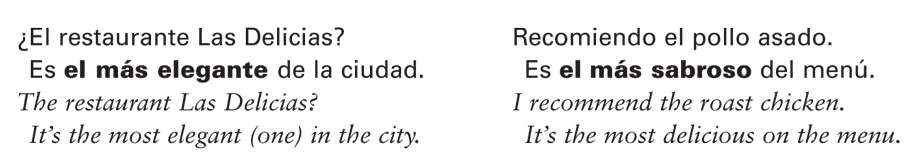 ¿El restaurante Las Delicias?
Es el más elegante de la ciudad.
The restaurant Las Delicias?
It's the most elegant (one) in the city.
Recomiendo el pollo asado.
Es el más sabroso del menú.
I recommend the roast chicken.
It's the most delicious on the menu.